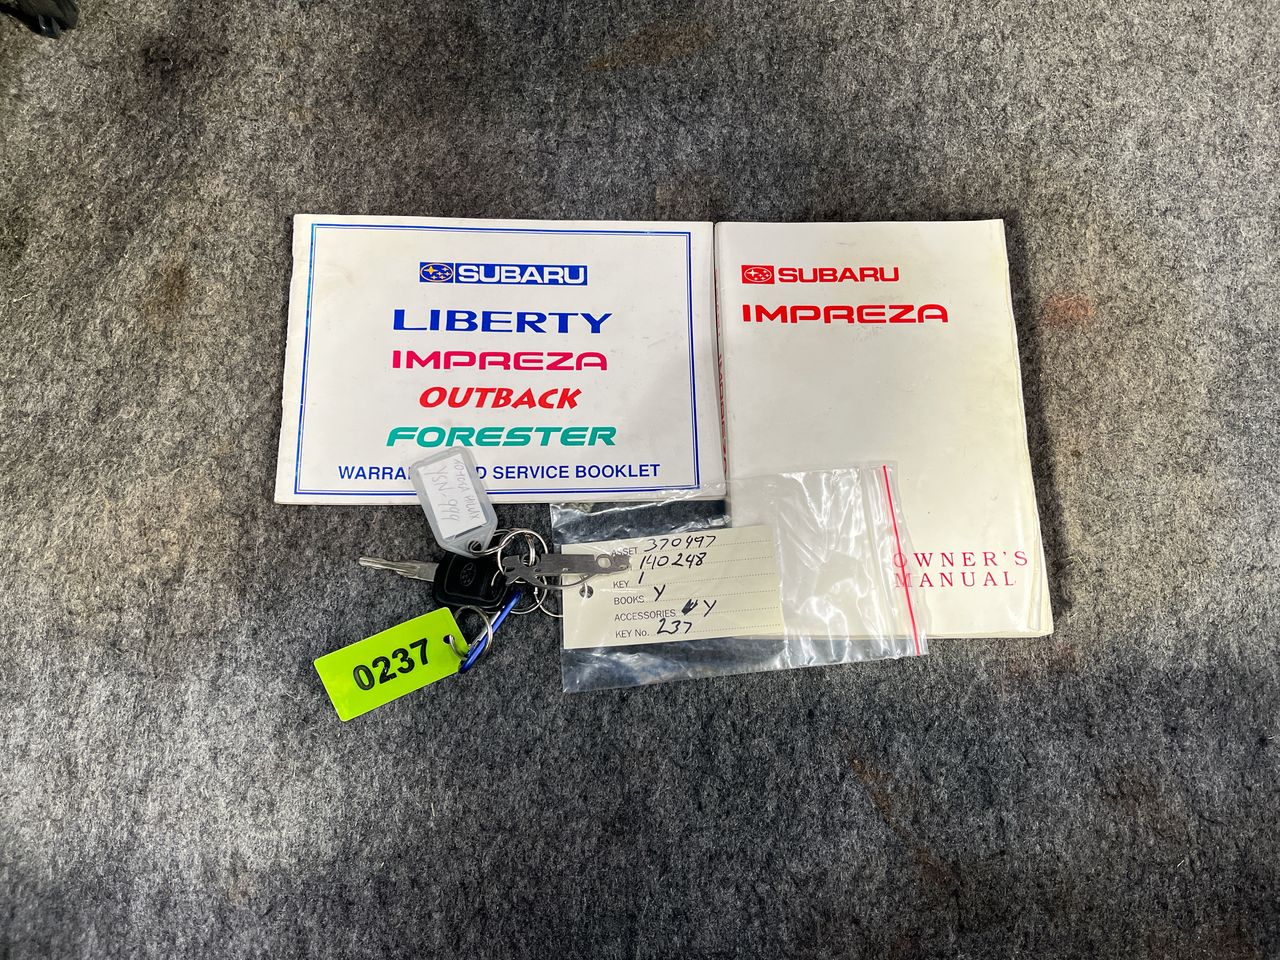 SUBARU
LIBERTY
IMPREZA
OUTBACK
FORESTER
WARRA D SERVICE BOOKLET
SUBARU
IMPREZA
OWNER'S
MANUAL
ASSET 370497
140248
KEY 1
BOOKS Y
ACCESSORIES Y
KEY No. 237
0237